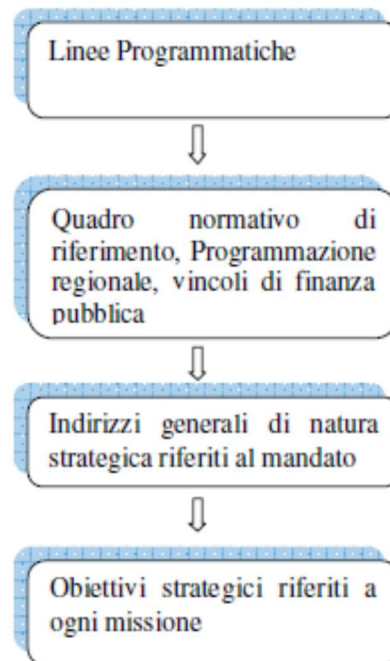 Linee Programmatiche
Quadro normativo di
riferimento, Programmazione
regionale, vincoli di finanza
pubblica
Indirizzi generali di natura
strategica riferiti al mandato
Obiettivi strategici riferiti a
ogni missione